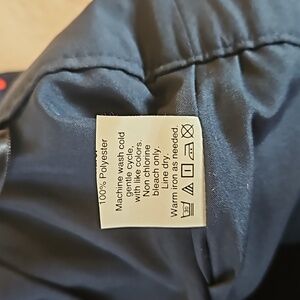 100% Polyester
Machine wash cold
gentle cycle,
with like colors.
Non chlorine
bleach only.
Line dry.
Warm iron as needed.